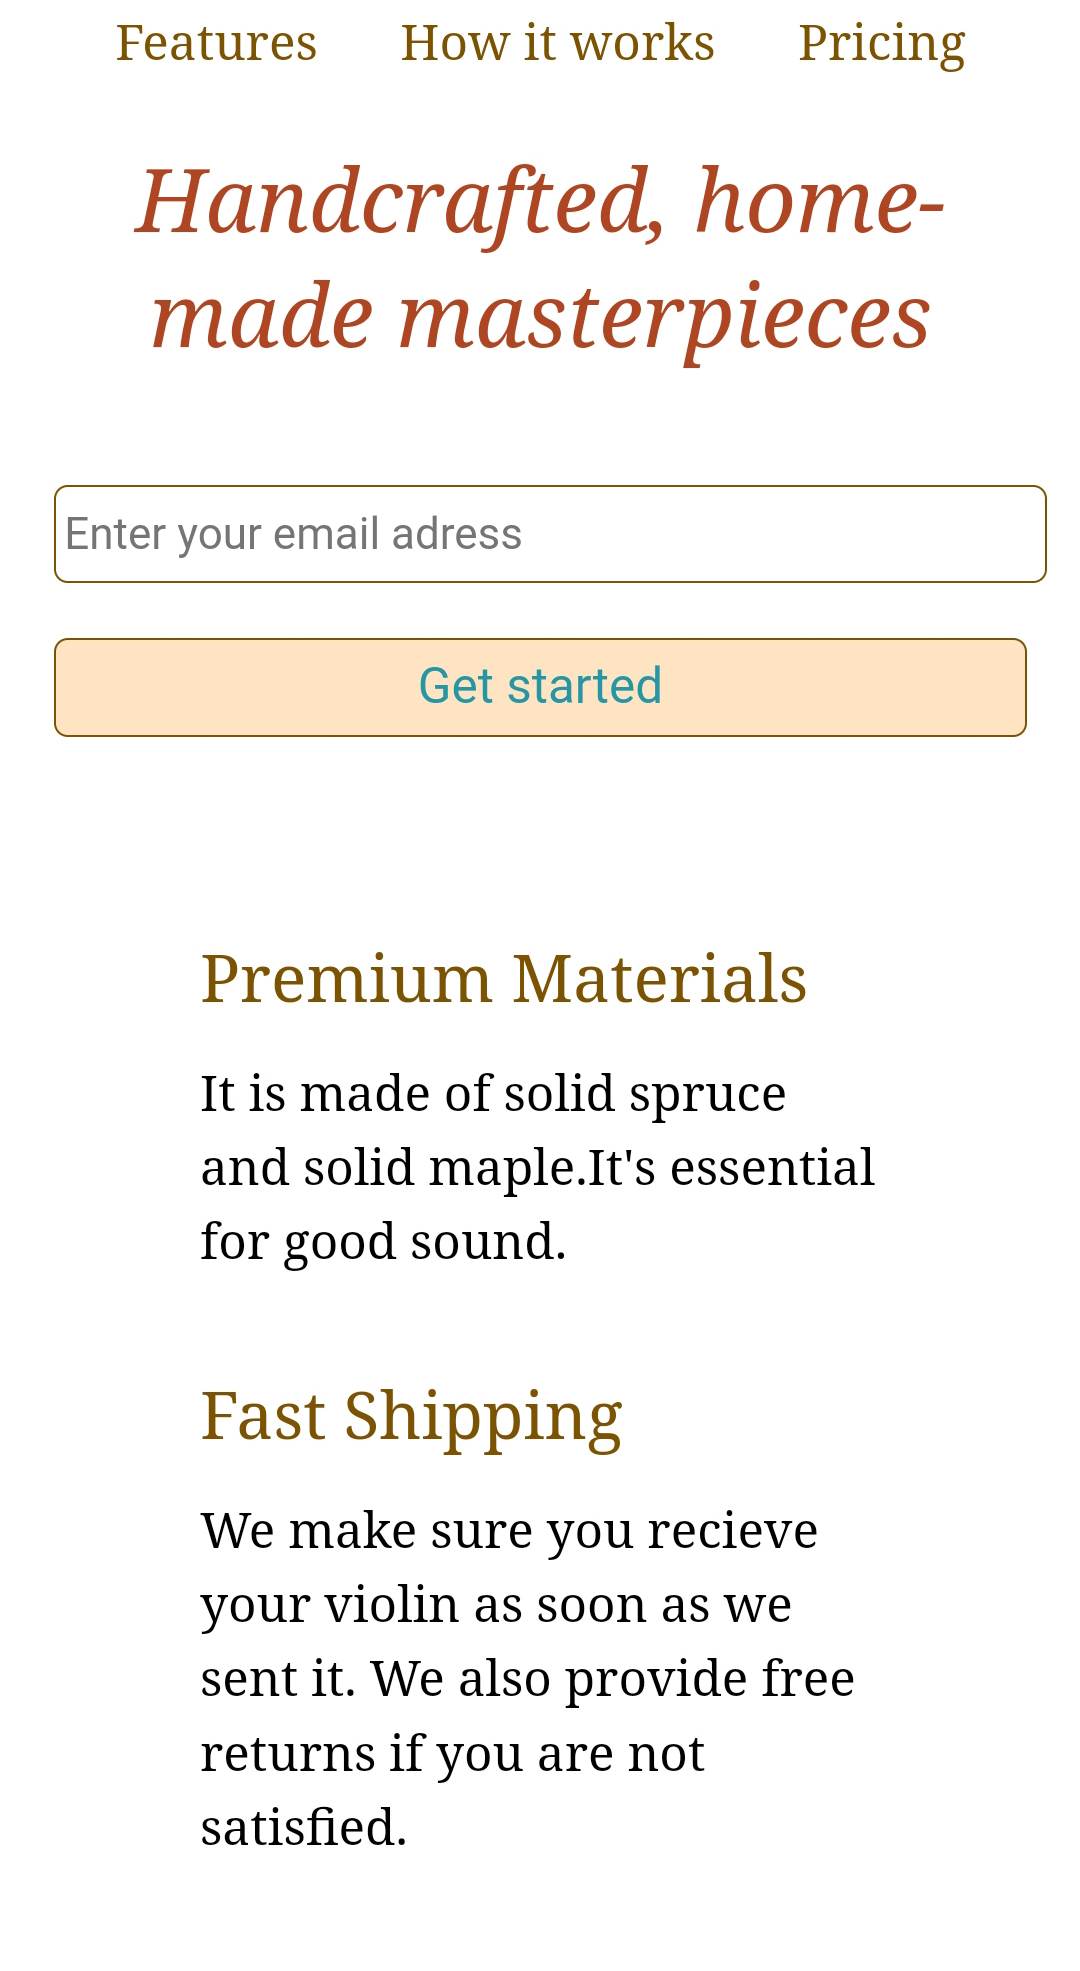 Features How it works Pricing
Handcrafted, home-
made masterpieces
Enter your email adress
Get started
Premium Materials
It is made of solid spruce
and solid maple.It's essential
for good sound.
Fast Shipping
We make sure you recieve
your violin as soon as we
sent it. We also provide free
returns if you are not
satisfied.